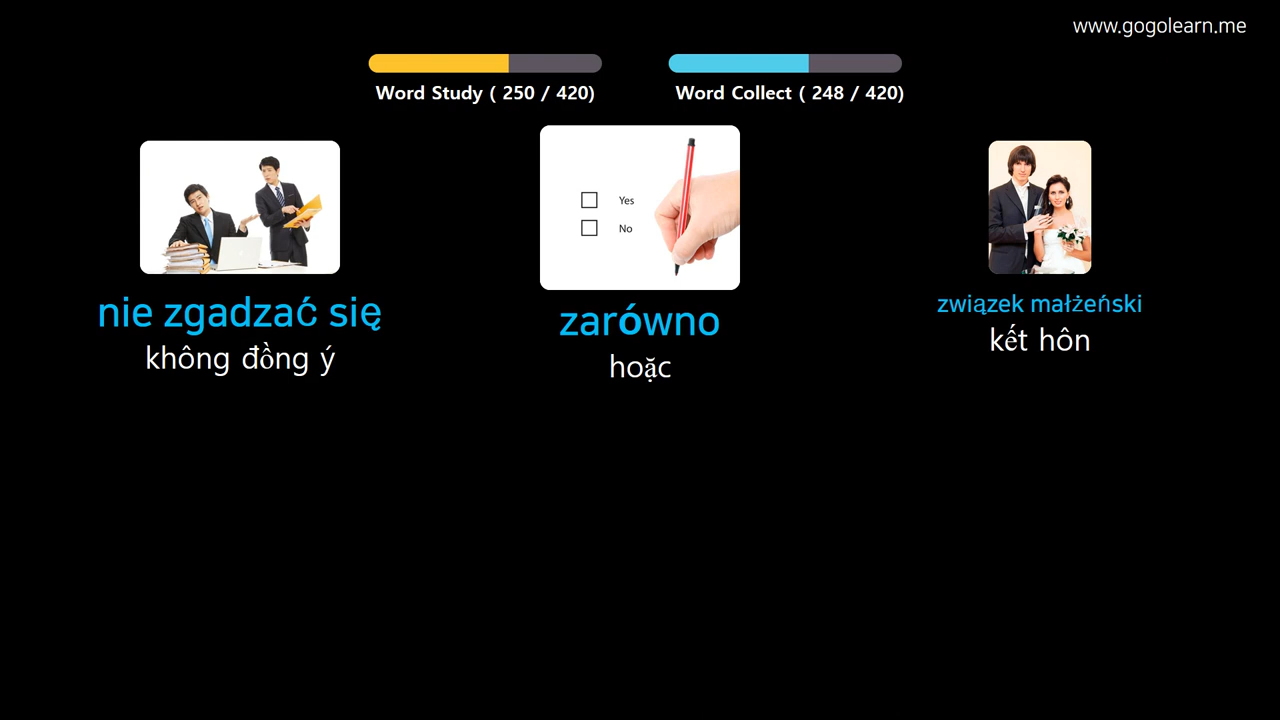 www.gogolearn.me
Word Study ( 250 / 420)
Word Collect ( 248 / 420)
Yes
No
nie zgadzać się
không đồng ý
zarówno
hoặc
związek małżeński
kết hôn